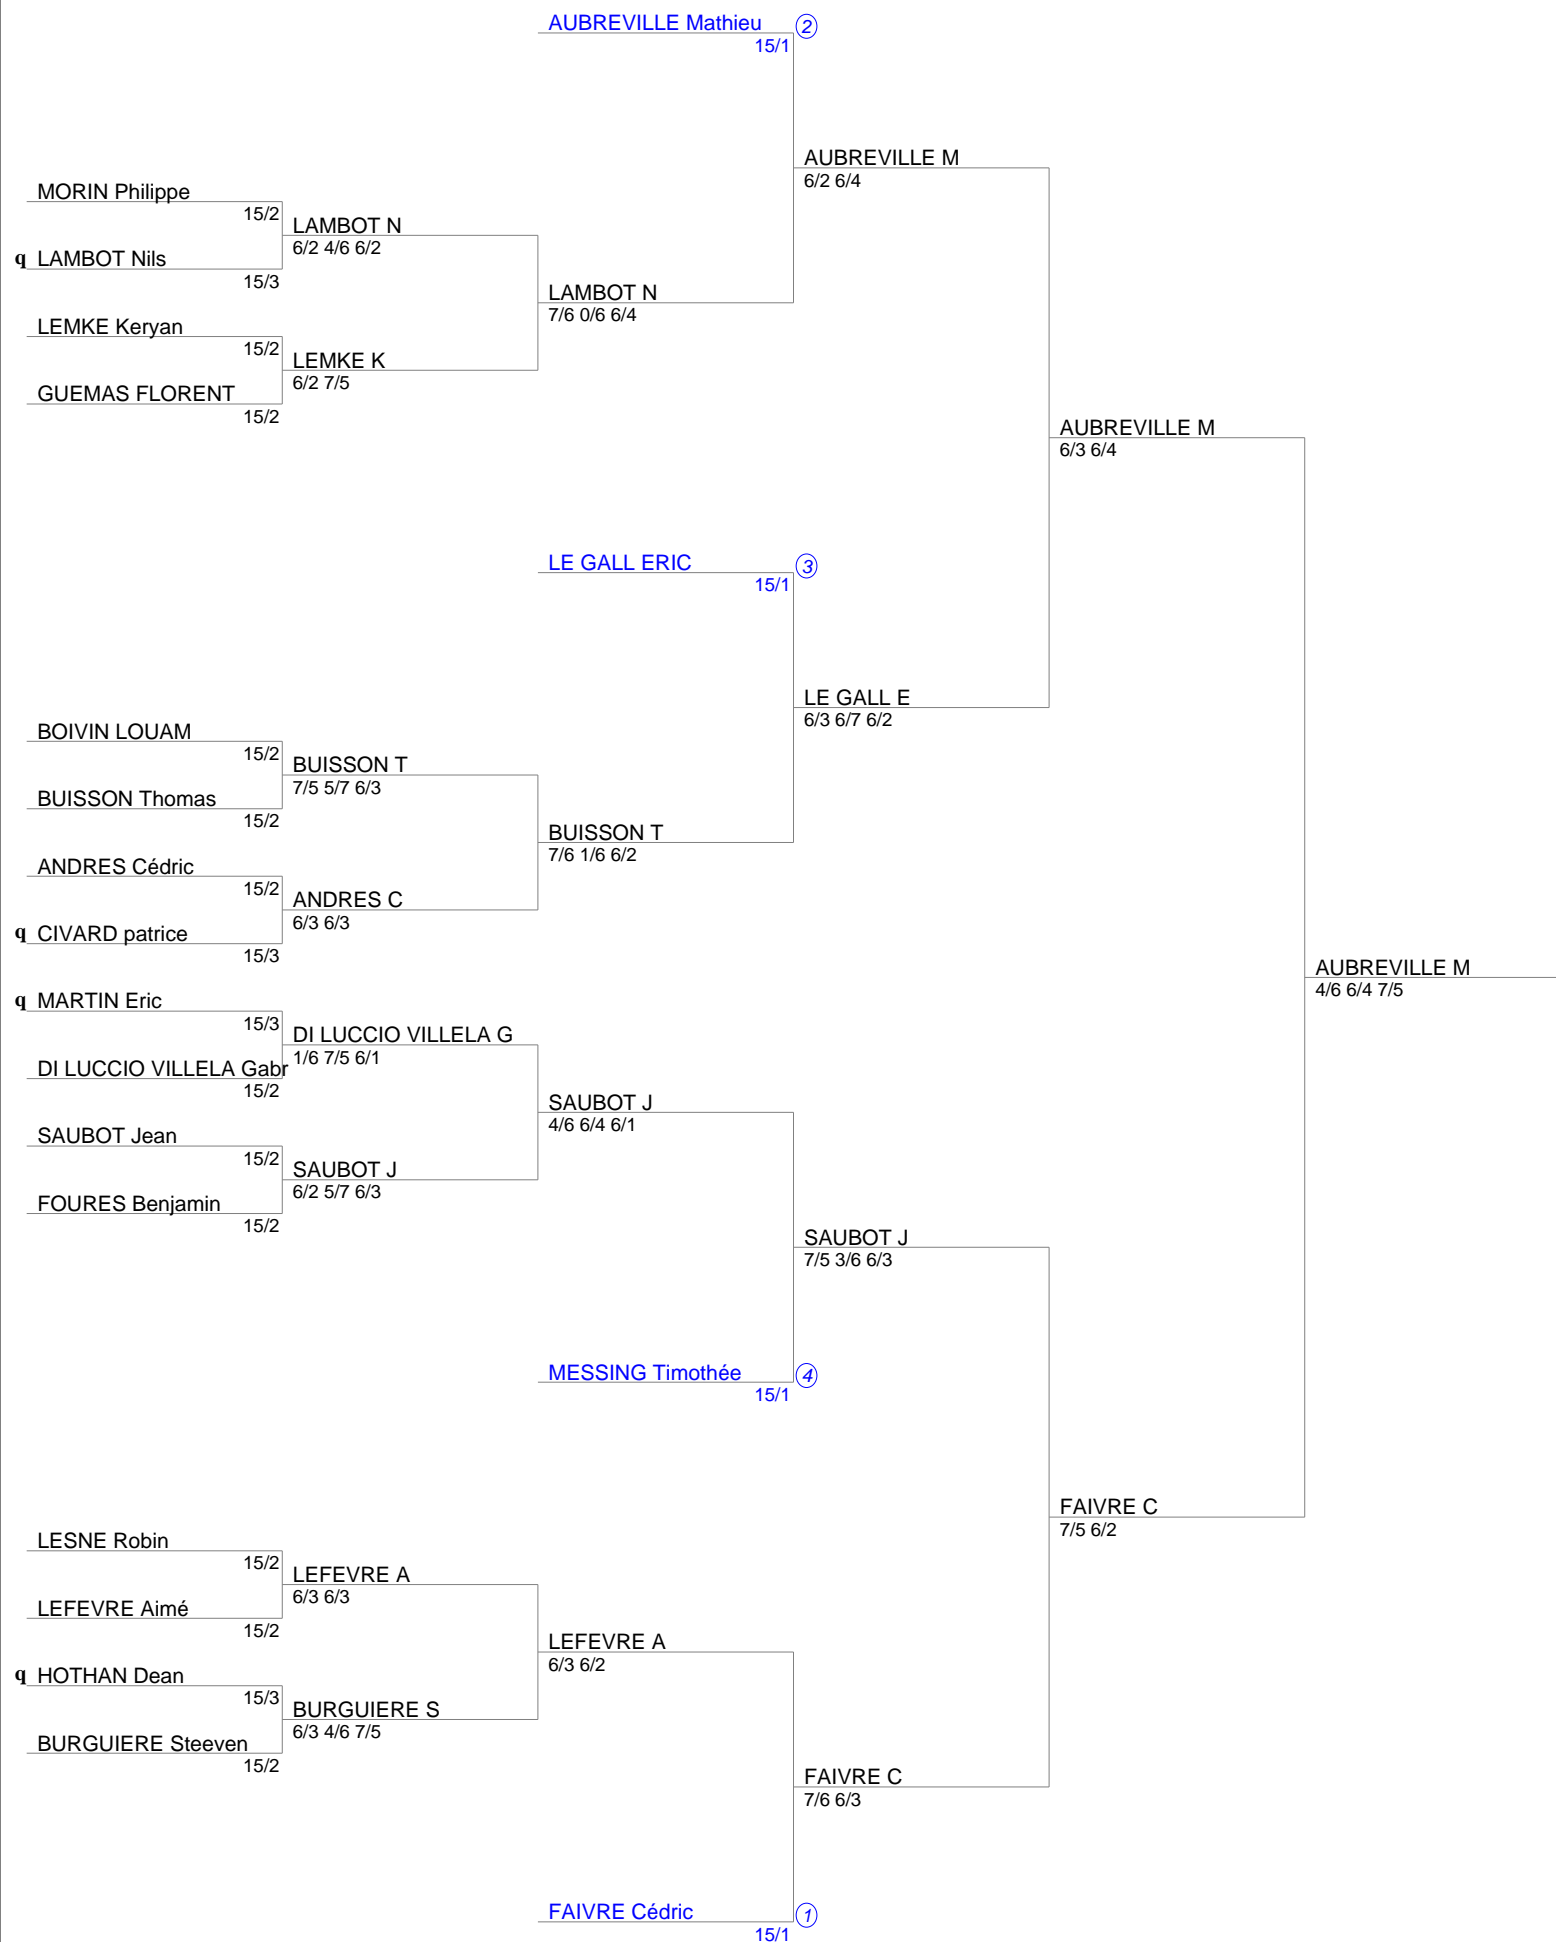 AUBREVILLE Mathieu 2
15/1
AUBREVILLE M
6/2 6/4
MORIN Philippe
15/2
LAMBOT N
6/2 4/6 6/2
q LAMBOT Nils
15/3
LAMBOT N
7/6 0/6 6/4
LEMKE Keryan
15/2
LEMKE K
6/2 7/5
GUEMAS FLORENT
15/2
AUBREVILLE M
6/3 6/4
LE GALL ERIC 3
15/1
LE GALL E
6/3 6/7 6/2
BOIVIN LOUAM
15/2
BUISSON T
7/5 5/7 6/3
BUISSON Thomas
15/2
BUISSON T
7/6 1/6 6/2
ANDRES Cédric
15/2
ANDRES C
6/3 6/3
q CIVARD patrice
15/3
AUBREVILLE M
4/6 6/4 7/5
q MARTIN Eric
15/3
DI LUCCIO VILLELA G
1/6 7/5 6/1
DI LUCCIO VILLELA Gabr
15/2
SAUBOT J
4/6 6/4 6/1
SAUBOT Jean
15/2
SAUBOT J
6/2 5/7 6/3
FOURES Benjamin
15/2
SAUBOT J
7/5 3/6 6/3
MESSING Timothée 4
15/1
FAIVRE C
7/5 6/2
LESNE Robin
15/2
LEFEVRE A
6/3 6/3
LEFEVRE Aimé
15/2
LEFEVRE A
6/3 6/2
q HOTHAN Dean
15/3
BURGUIERE S
6/3 4/6 7/5
BURGUIERE Steeven
15/2
FAIVRE C
7/6 6/3
FAIVRE Cédric 1
15/1